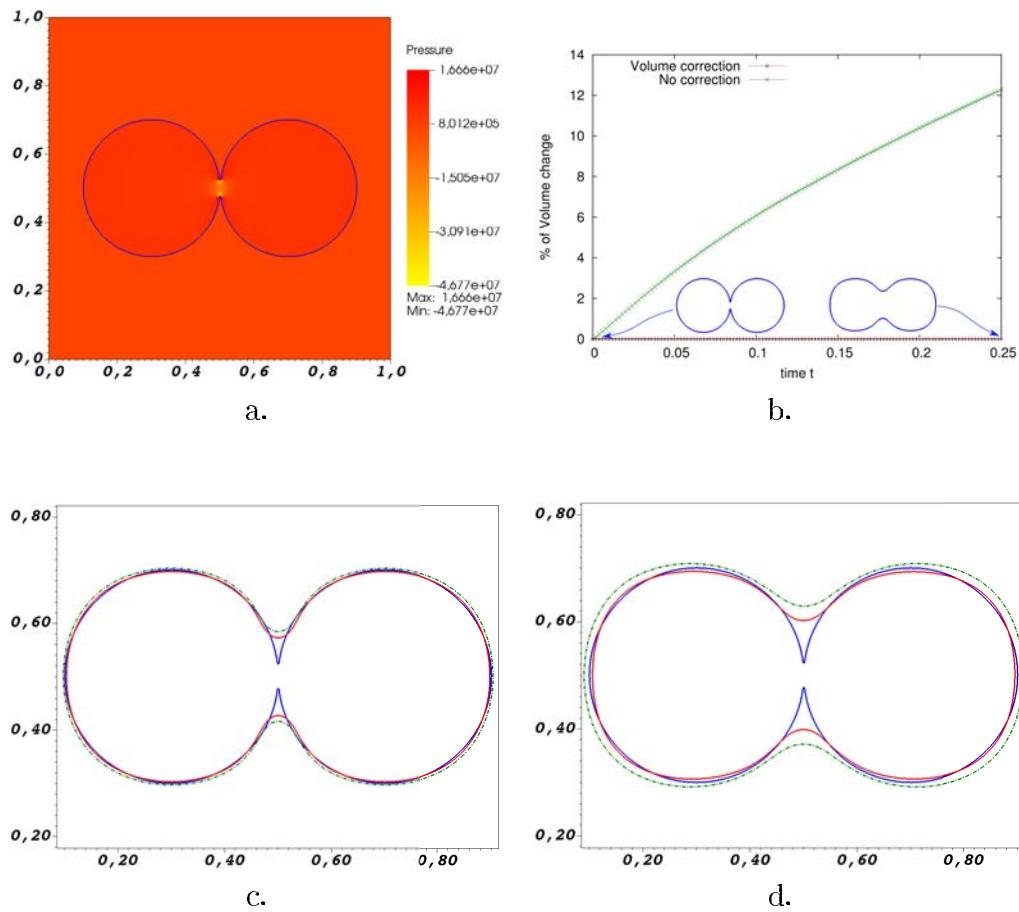 1,0
0,8
0,6
0,4
0,2
0,0
0,0 0,2 0,4 0,6 0,8 1,0
Pressure
1,666e+07
8,012e+05
-1,505e+07
-3,091e+07
-4,677e+07
Max: 1,666e+07
Min: -4,677e+07
a.
14
12
10
8
6
4
2
0
% of Volume change
Volume correction
No correction
0 0.05 0.1 0.15 0.2 0.25
time t
b.
0,80
0,60
0,40
0,20
0,20 0,40 0,60 0,80
c.
0,80
0,60
0,40
0,20
0,20 0,40 0,60 0,80
d.